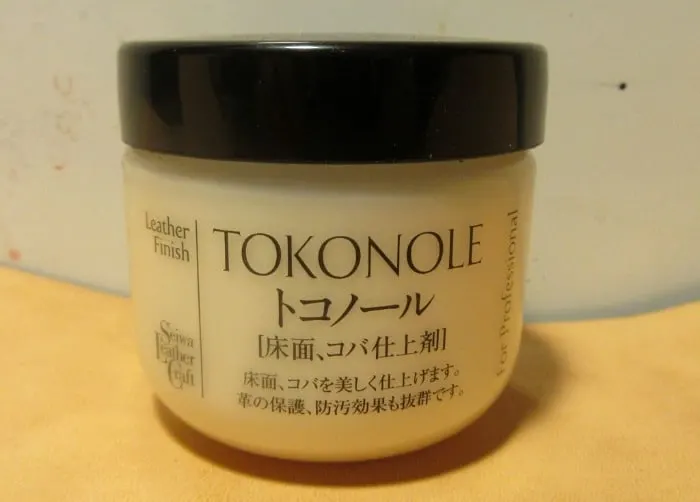 Leather
Finish
TOKONOLE
トコノール
[床面、コバ仕上剤]
床面、コバを美しく仕上げます。
革の保護、防汚効果も抜群です。
Seiwa
Leather
Craft
For Professional